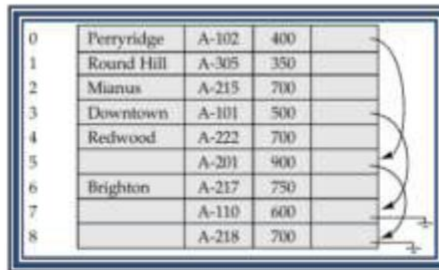 0 Perryridge A-102 400
1 Round Hill A-305 350
2 Mianus A-215 700
3 Downtown A-101 500
4 Redwood A-222 700
5 A-201 900
6 Brighton A-217 750
7 A-110 600
8 A-218 700